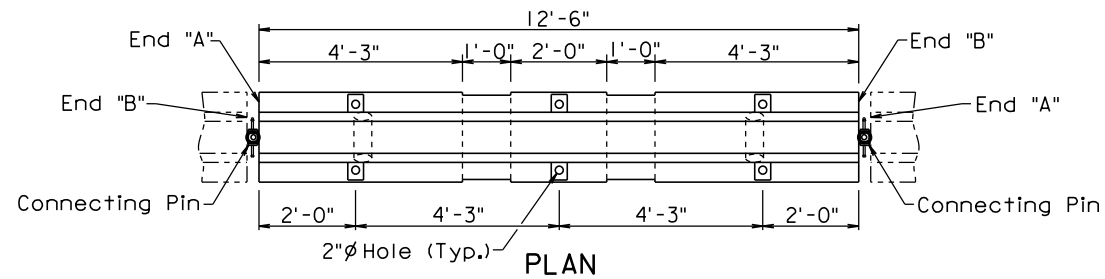 12'-6"
End "A"
End "B"
4'-3" 1'-0" 2'-0" 1'-0" 4'-3"
End "B"
End "A"
Connecting Pin
Connecting Pin
2'-0" 4'-3" 4'-3" 2'-0"
2"ø Hole (Typ.)
PLAN